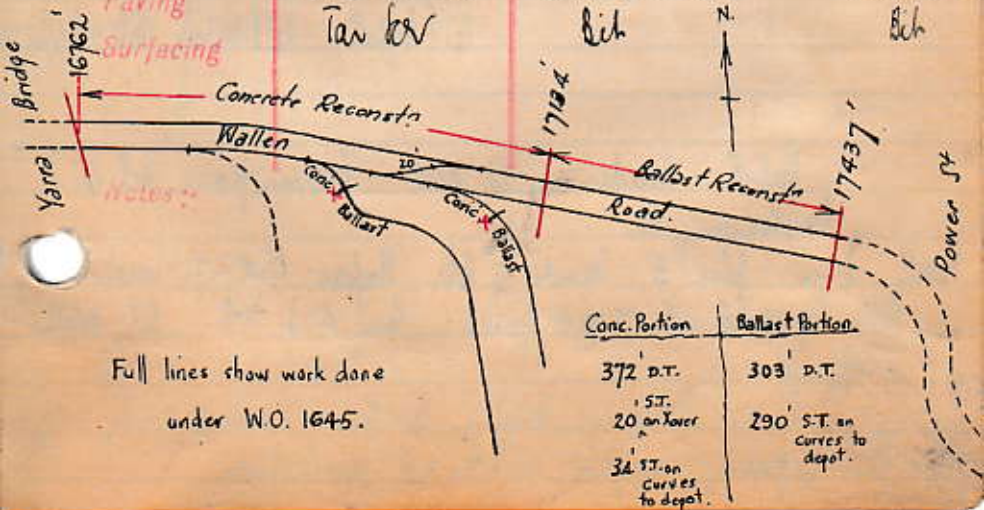 Paving
Surfacing
Notes:-
Bit
N.
Bit
16762'
17134'
17437'
Yarra Bridge
Concrete Reconstn
Ballast Reconstn
Wallen
Road.
20'
Conc.
Ballast
Conc.
Ballast
Power St
Full lines show work done
under W.O. 1645.
Conc. Portion
372' D.T.
20' S.T. on Xover
34' S.T. on
curves
to depot.
Ballast Portion.
303' D.T.
290' S.T. on
curves to
depot.